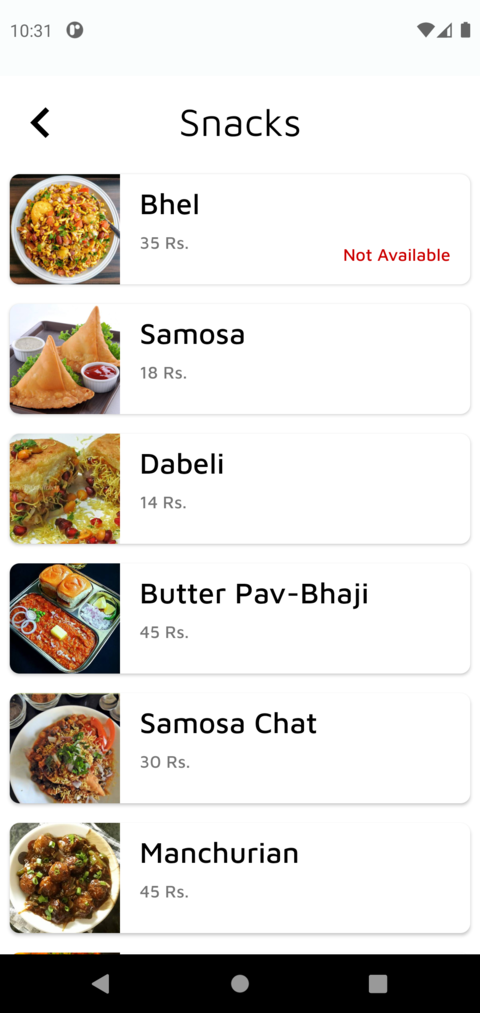 10:31
Snacks
Bhel
35 Rs.
Not Available
Samosa
18 Rs.
Dabeli
14 Rs.
Butter Pav-Bhaji
45 Rs.
Samosa Chat
30 Rs.
Manchurian
45 Rs.